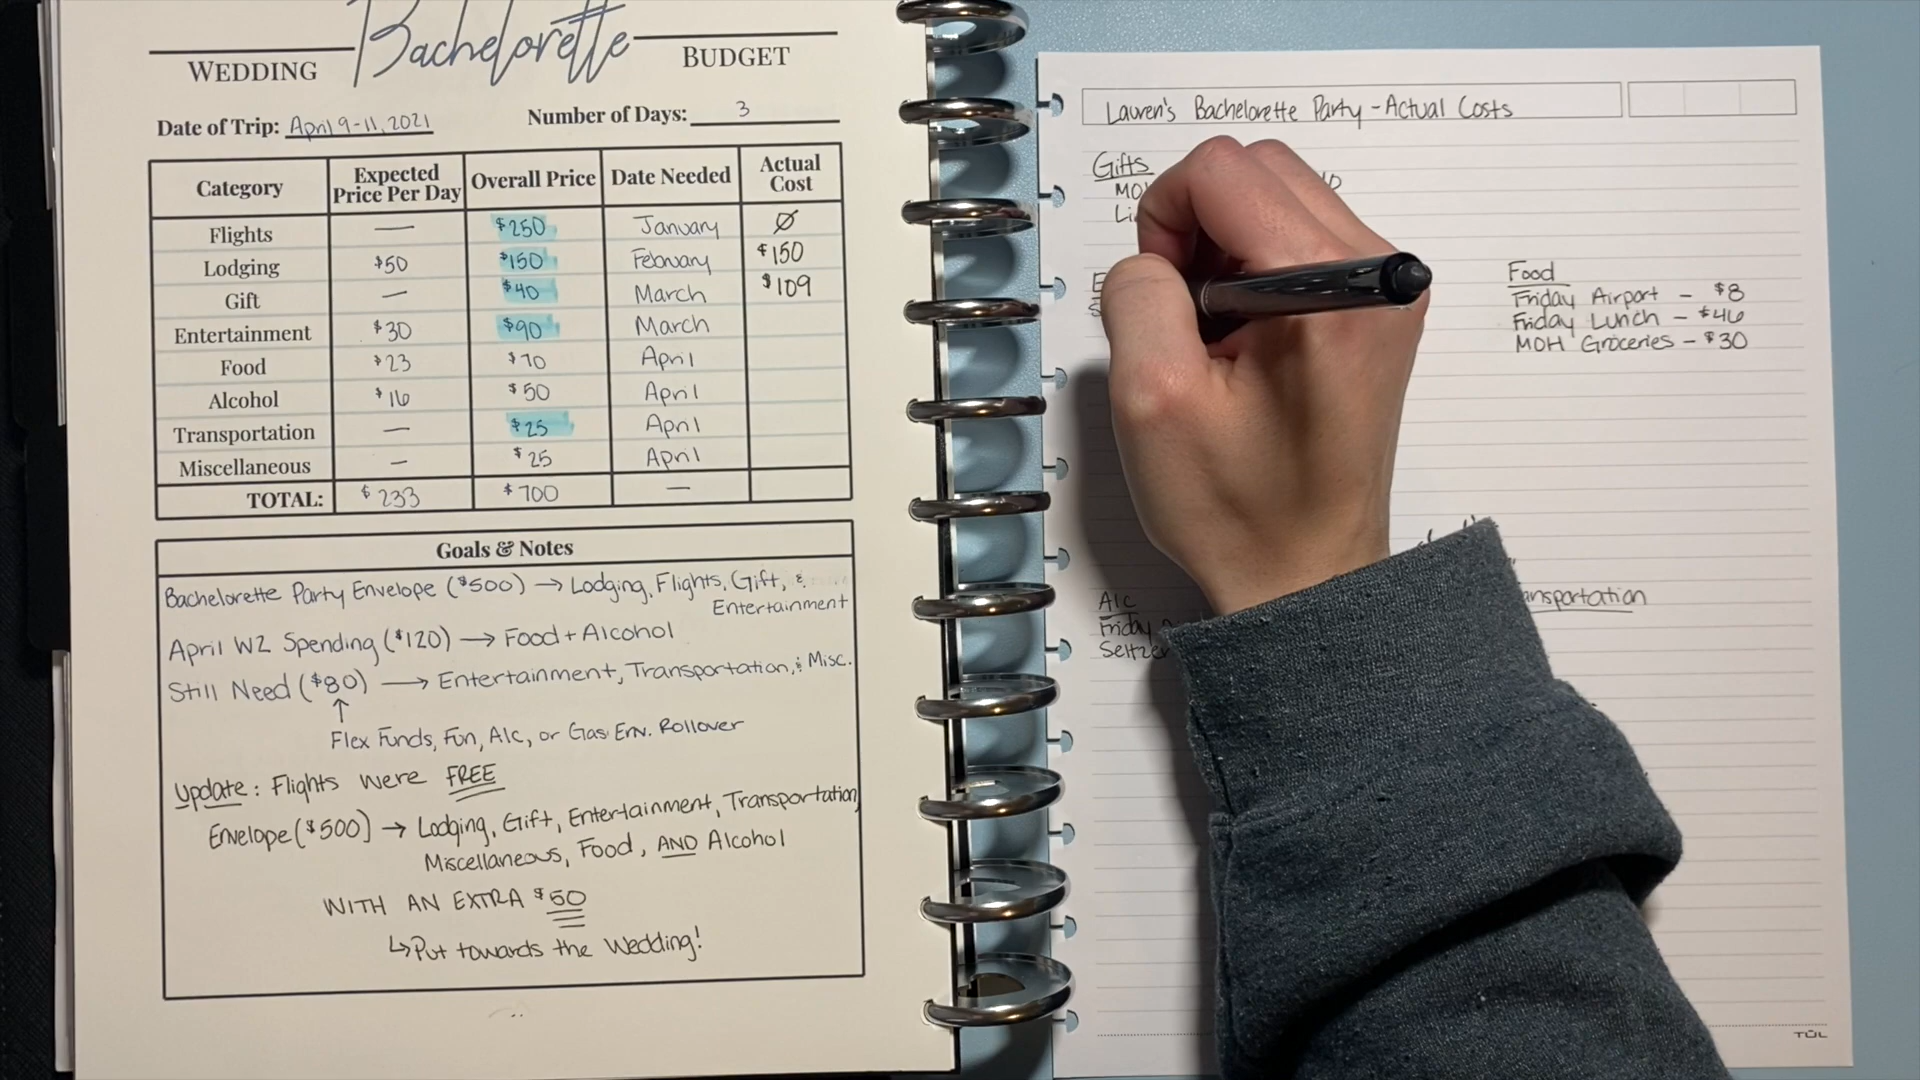 WEDDING Bachelorette BUDGET
Date of Trip: April 9-11, 2021 Number of Days: 3
Category Expected Price Per Day Overall Price Date Needed Actual Cost
Flights — $250 January Ø
Lodging $50 $150 February $150
Gift — $40 March $109
Entertainment $30 $90 March
Food $23 $70 April
Alcohol $16 $50 April
Transportation — $25 April
Miscellaneous — $25 April
TOTAL: $233 $700 —
Goals & Notes
Bachelorette Party Envelope ($500) → Lodging, Flights, Gift, &
Entertainment
April W2 Spending ($120) → Food + Alcohol
Still Need ($80) → Entertainment, Transportation, & Misc.
↑
Flex Funds, Fun, Alc, or Gas Env. Rollover
Update: Flights were FREE
Envelope ($500) → Lodging, Gift, Entertainment, Transportation,
Miscellaneous, Food, AND Alcohol
WITH AN EXTRA $50
↳ Put towards the Wedding!
Lauren's Bachelorette Party - Actual Costs
Gifts
Food
Friday Airport - $8
Friday Lunch - $46
MOH Groceries - $30
Alc
Friday
TUL